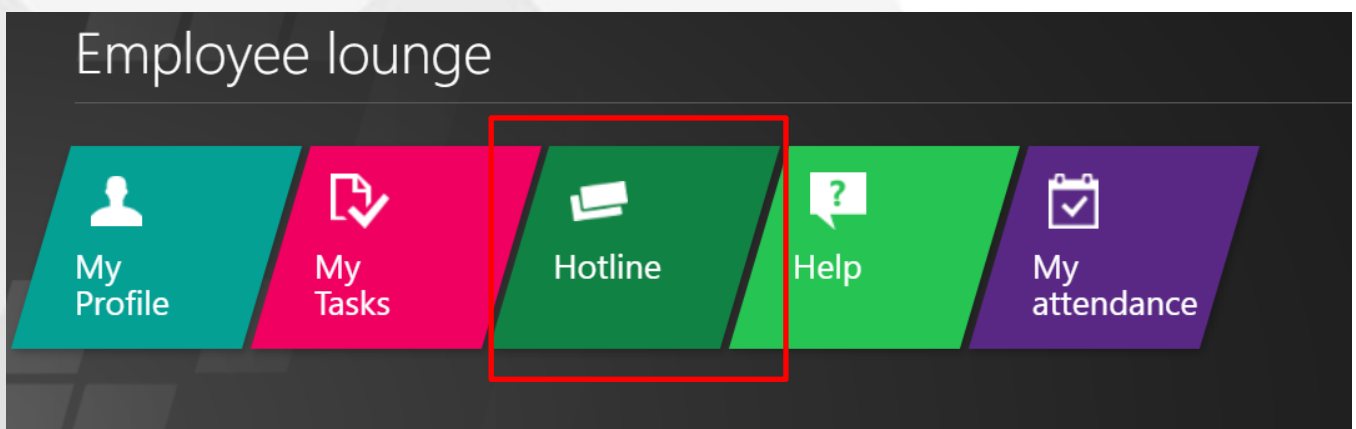 Employee lounge
My
Profile
My
Tasks
Hotline
?
Help
My
attendance